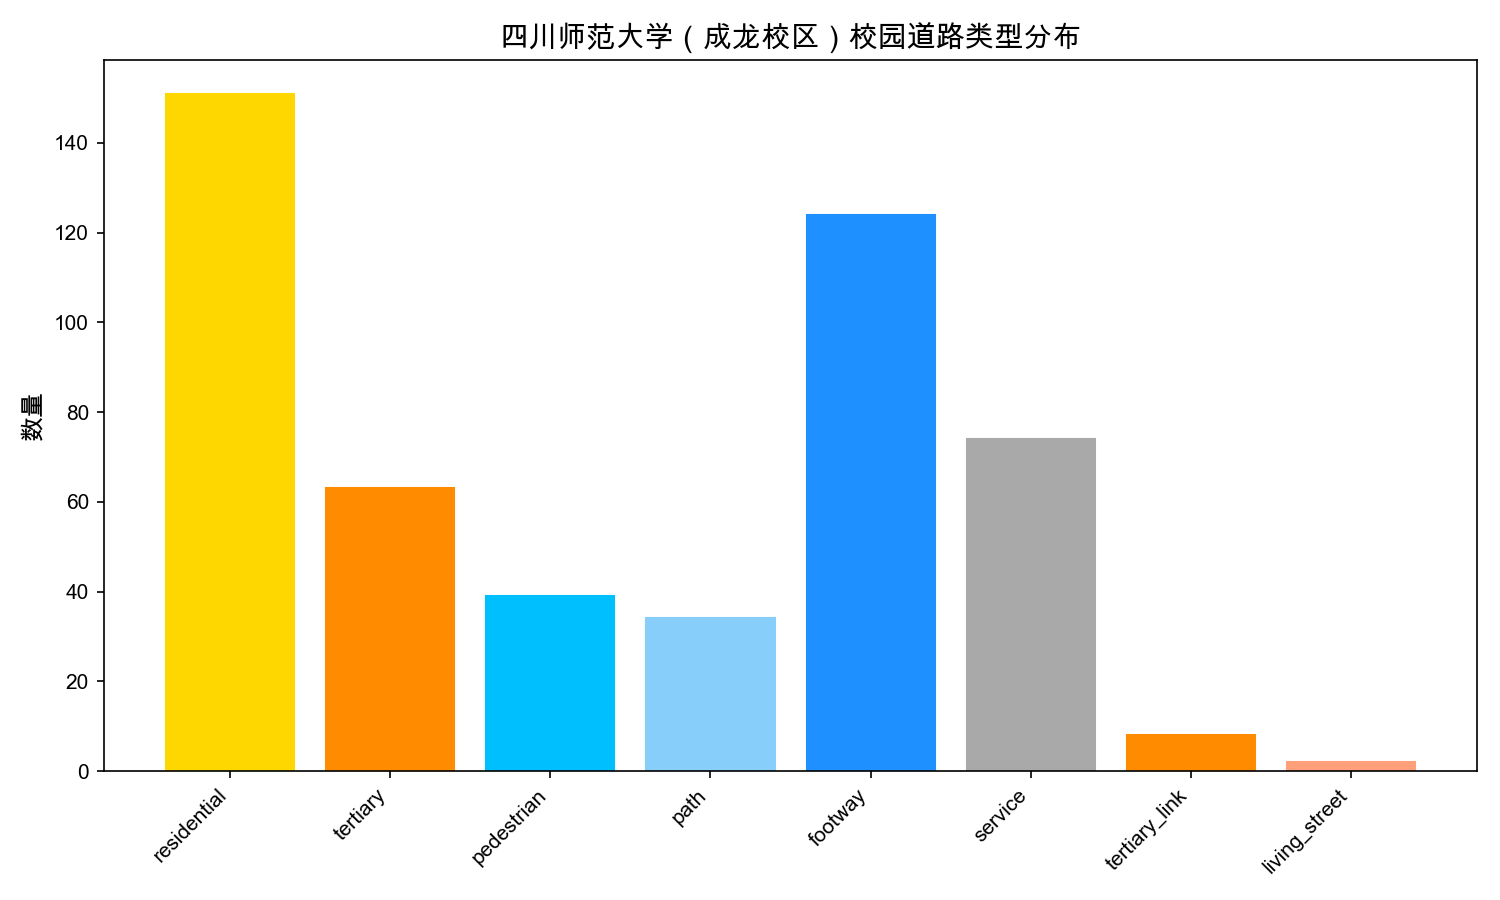 四川师范大学（成龙校区）校园道路类型分布
数量
140
120
100
80
60
40
20
0
residential
tertiary
pedestrian
path
footway
service
tertiary_link
living_street